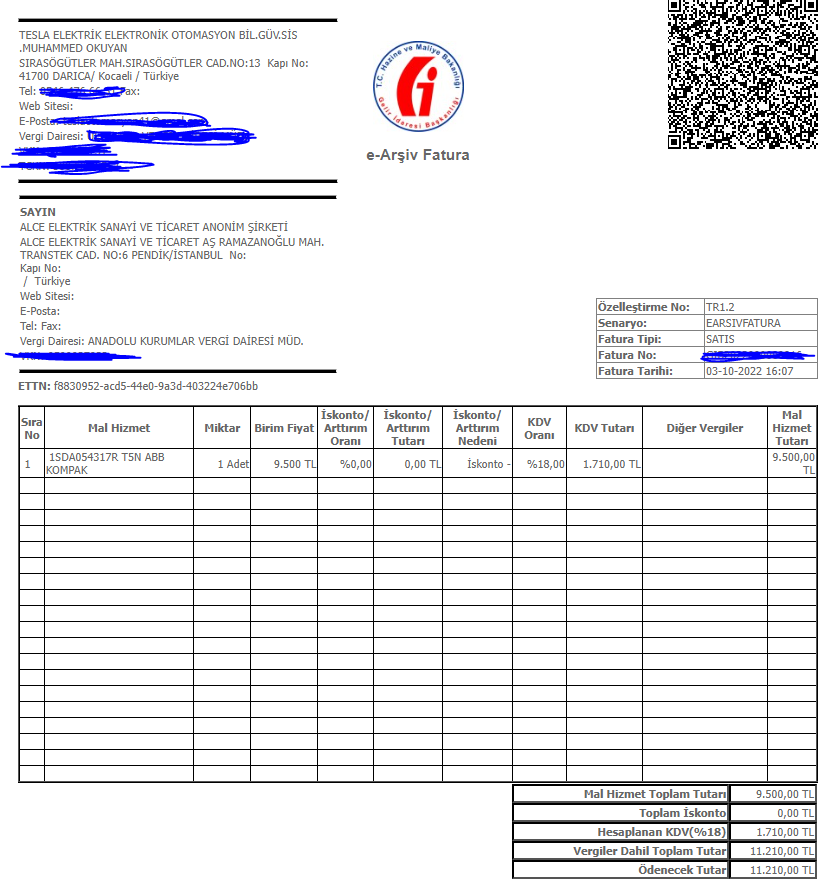 TESLA ELEKTRİK ELEKTRONİK OTOMASYON BİL.GÜV.SİS
.MUHAMMED OKUYAN
SIRASÖGÜTLER MAH.SIRASÖGÜTLER CAD.NO:13 Kapı No:
41700 DARICA/ Kocaeli / Türkiye
Tel: Fax:
Web Sitesi:
E-Posta:
Vergi Dairesi:
T.C. Hazine ve Maliye Bakanlığı
Gelir İdaresi Başkanlığı
e-Arşiv Fatura
SAYIN
ALCE ELEKTRİK SANAYİ VE TİCARET ANONİM ŞİRKETİ
ALCE ELEKTRİK SANAYİ VE TİCARET AŞ RAMAZANOĞLU MAH.
TRANSTEK CAD. NO:6 PENDİK/İSTANBUL No:
Kapı No:
/ Türkiye
Web Sitesi:
E-Posta:
Tel: Fax:
Vergi Dairesi: ANADOLU KURUMLAR VERGİ DAİRESİ MÜD.
ETTN: f8830952-acd5-44e0-9a3d-403224e706bb
Özelleştirme No: TR1.2
Senaryo: EARSIVFATURA
Fatura Tipi: SATIS
Fatura No:
Fatura Tarihi: 03-10-2022 16:07
Sıra No Mal Hizmet Miktar Birim Fiyat İskonto/ Arttırım Oranı İskonto/ Arttırım Tutarı İskonto/ Arttırım Nedeni KDV Oranı KDV Tutarı Diğer Vergiler Mal Hizmet Tutarı
1 1SDA054317R T5N ABB KOMPAK 1 Adet 9.500 TL %0,00 0,00 TL İskonto - %18,00 1.710,00 TL 9.500,00 TL
Mal Hizmet Toplam Tutarı 9.500,00 TL
Toplam İskonto 0,00 TL
Hesaplanan KDV(%18) 1.710,00 TL
Vergiler Dahil Toplam Tutar 11.210,00 TL
Ödenecek Tutar 11.210,00 TL